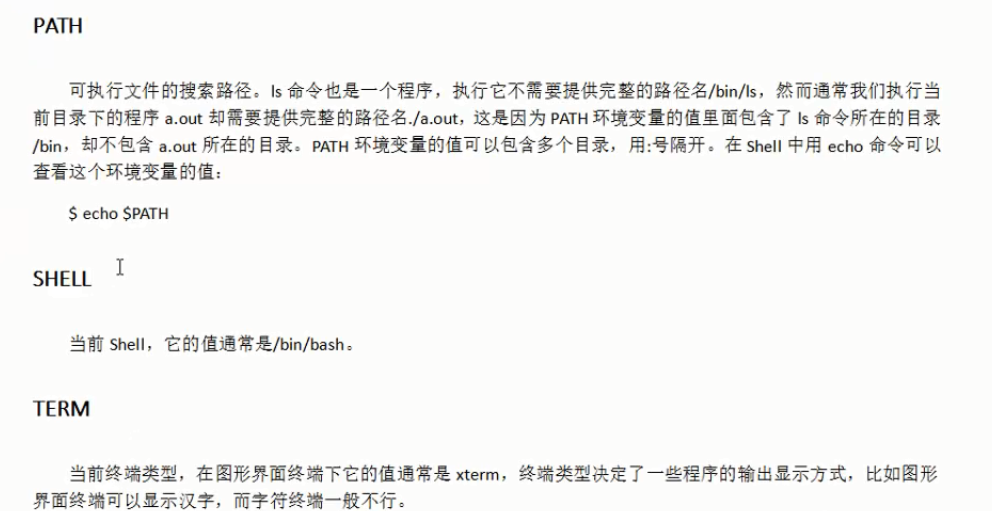 PATH
可执行文件的搜索路径。ls 命令也是一个程序，执行它不需要提供完整的路径名/bin/ls，然而通常我们执行当
前目录下的程序 a.out 却需要提供完整的路径名./a.out，这是因为 PATH 环境变量的值里面包含了 ls 命令所在的目录
/bin，却不包含 a.out 所在的目录。PATH 环境变量的值可以包含多个目录，用:号隔开。在 Shell 中用 echo 命令可以
查看这个环境变量的值：
$ echo $PATH
SHELL
当前 Shell，它的值通常是/bin/bash。
TERM
当前终端类型，在图形界面终端下它的值通常是 xterm，终端类型决定了一些程序的输出显示方式，比如图形
界面终端可以显示汉字，而字符终端一般不行。